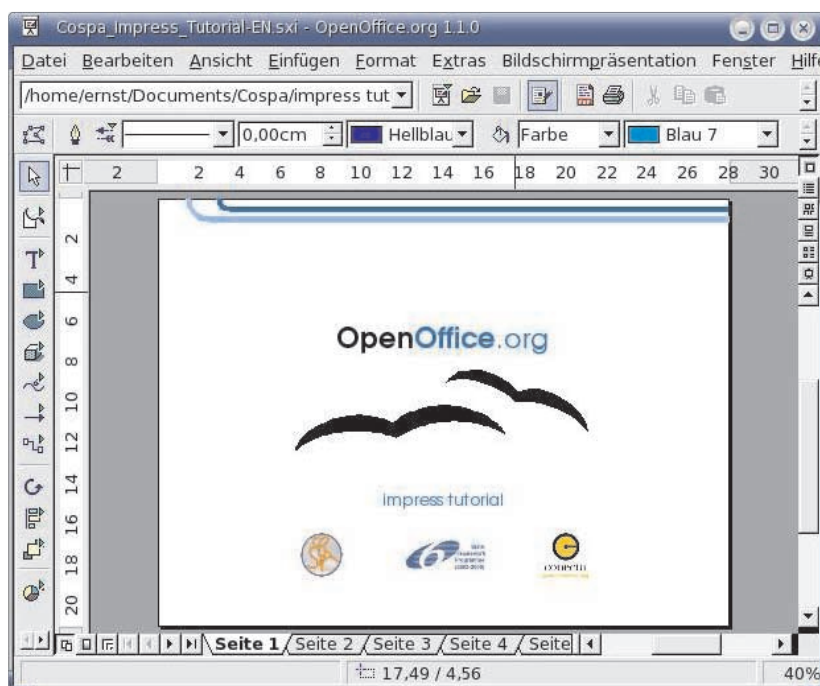 Cospa_Impress_Tutorial-EN.sxi - OpenOffice.org 1.1.0
Datei Bearbeiten Ansicht Einfügen Format Extras Bildschirmpräsentation Fenster Hilfe
/home/ernst/Documents/Cospa/impress tut
0,00cm Hellblau Farbe Blau 7
2 2 4 6 8 10 12 14 16 18 20 22 24 26 28 30
2
4
6
8
10
12
14
16
18
20
OpenOffice.org
impress tutorial
6
conecta
Seite 1 Seite 2 Seite 3 Seite 4 Seite
17,49 / 4,56 40%